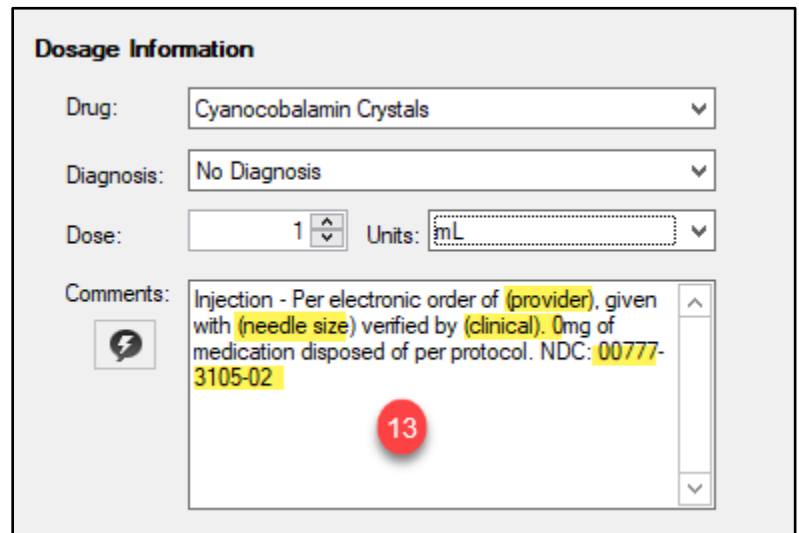 Dosage Information
Drug: Cyanocobalamin Crystals
Diagnosis: No Diagnosis
Dose: 1 Units: mL
Comments: Injection - Per electronic order of (provider), given
with (needle size) verified by (clinical). 0mg of
medication disposed of per protocol. NDC: 00777-
3105-02
13